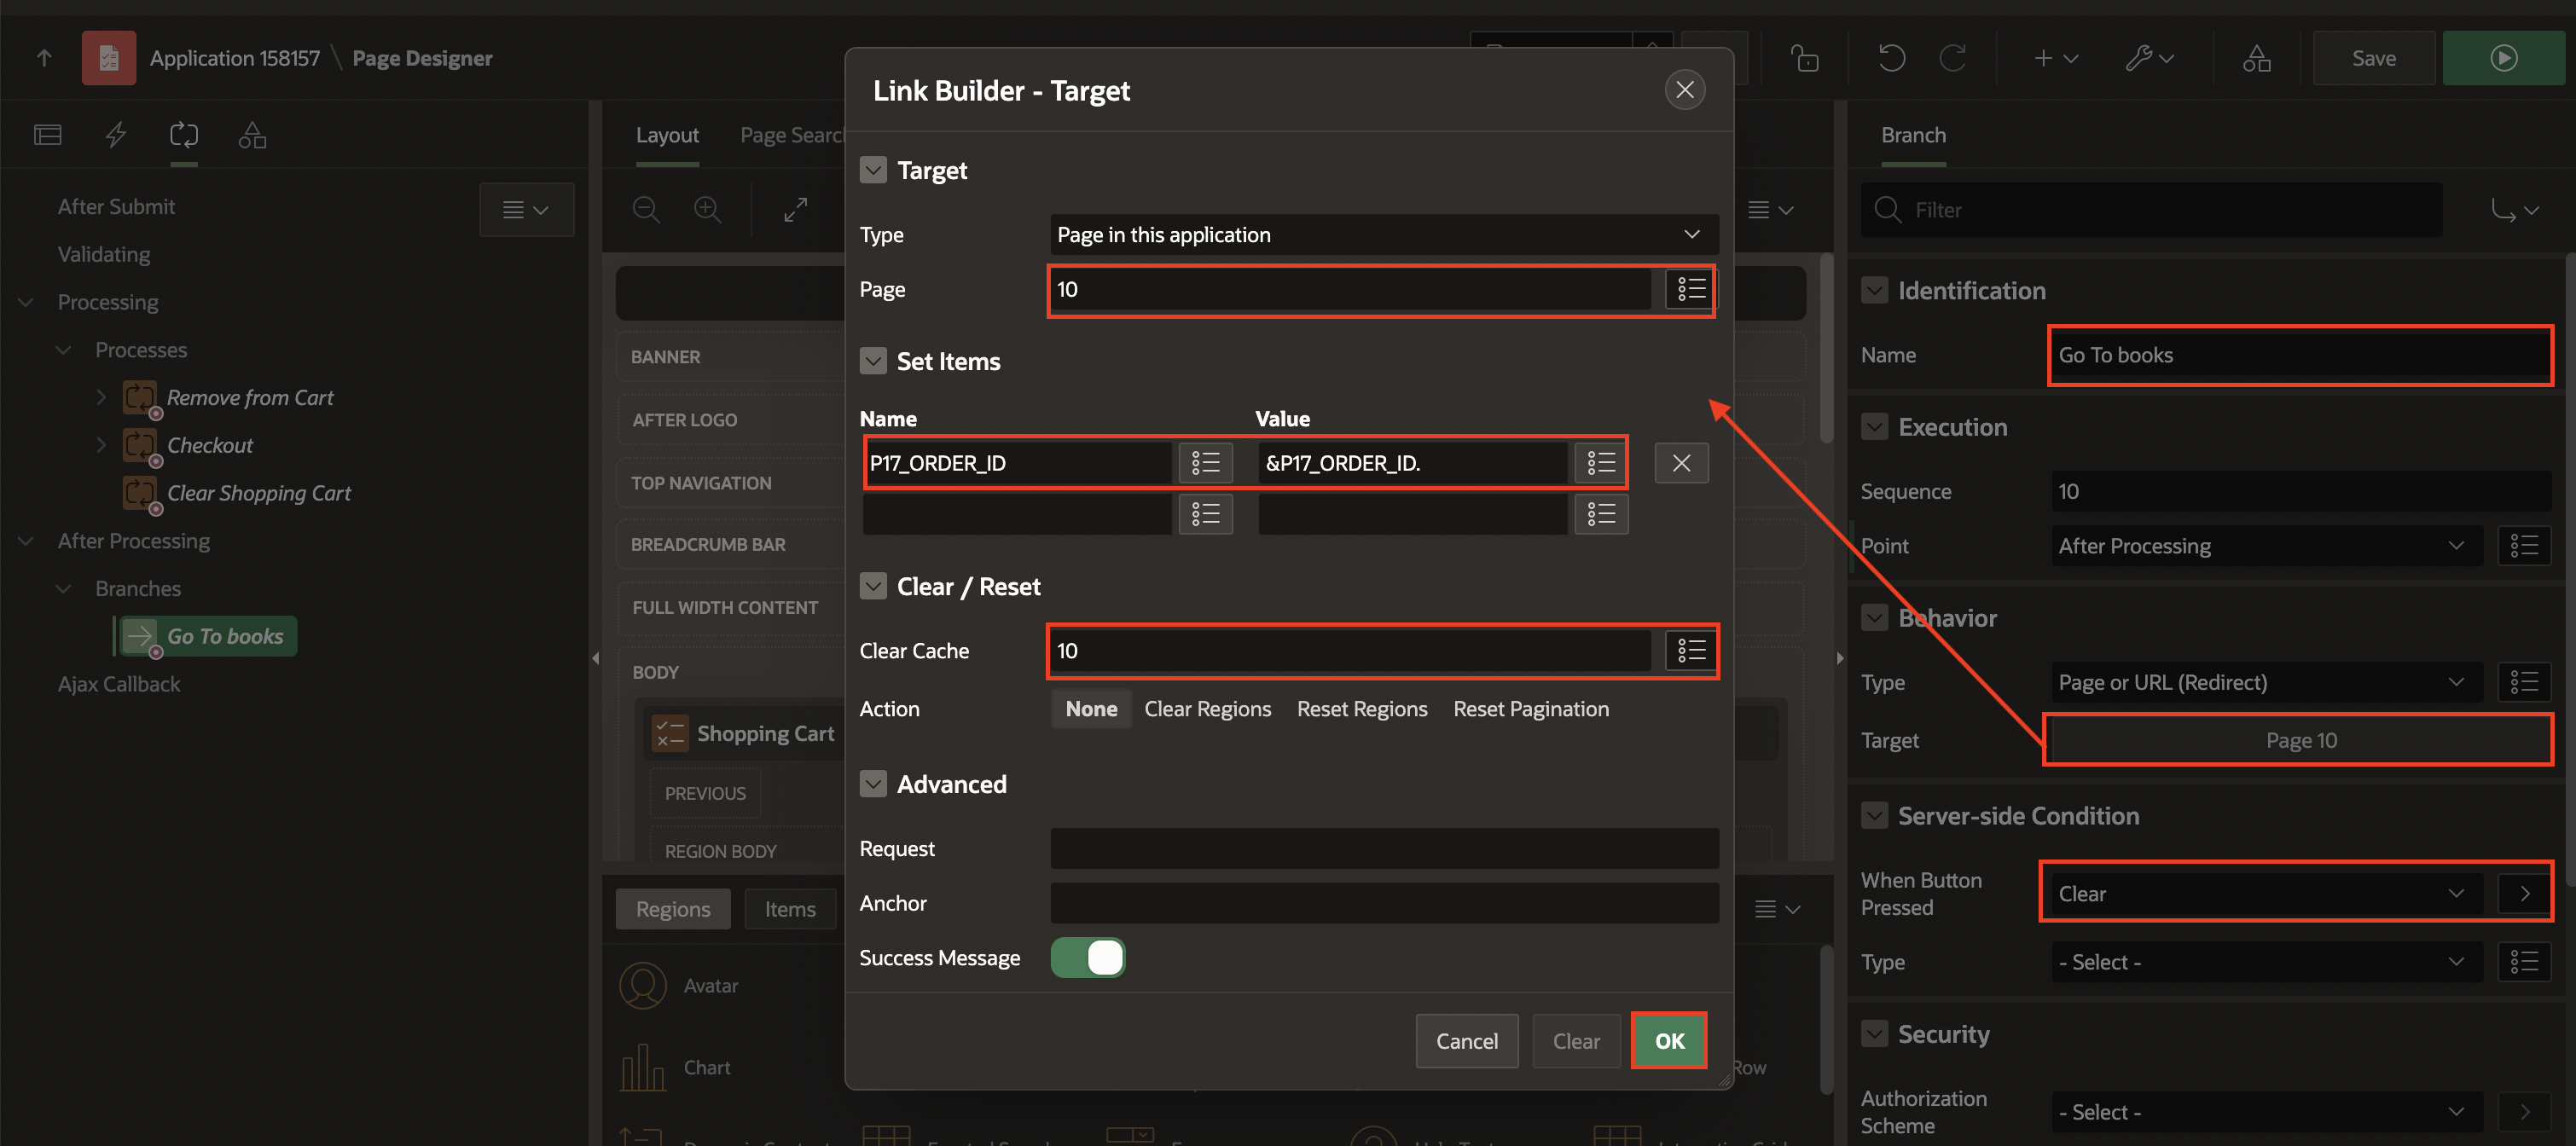 Application 158157 \ Page Designer
Save
Layout
Page Search
Branch
After Submit
Validating
Processing
Processes
Remove from Cart
Checkout
Clear Shopping Cart
After Processing
Branches
Go To books
Ajax Callback
BANNER
AFTER LOGO
TOP NAVIGATION
BREADCRUMB BAR
FULL WIDTH CONTENT
BODY
Shopping Cart
PREVIOUS
REGION BODY
Regions
Items
Avatar
Chart
Row
Link Builder - Target
Target
Type
Page in this application
Page
10
Set Items
Name
Value
P17_ORDER_ID
&P17_ORDER_ID.
Clear / Reset
Clear Cache
10
Action
None
Clear Regions
Reset Regions
Reset Pagination
Advanced
Request
Anchor
Success Message
Cancel
Clear
OK
Filter
Identification
Name
Go To books
Execution
Sequence
10
Point
After Processing
Behavior
Type
Page or URL (Redirect)
Target
Page 10
Server-side Condition
When Button
Pressed
Clear
Type
- Select -
Security
Authorization
Scheme
- Select -